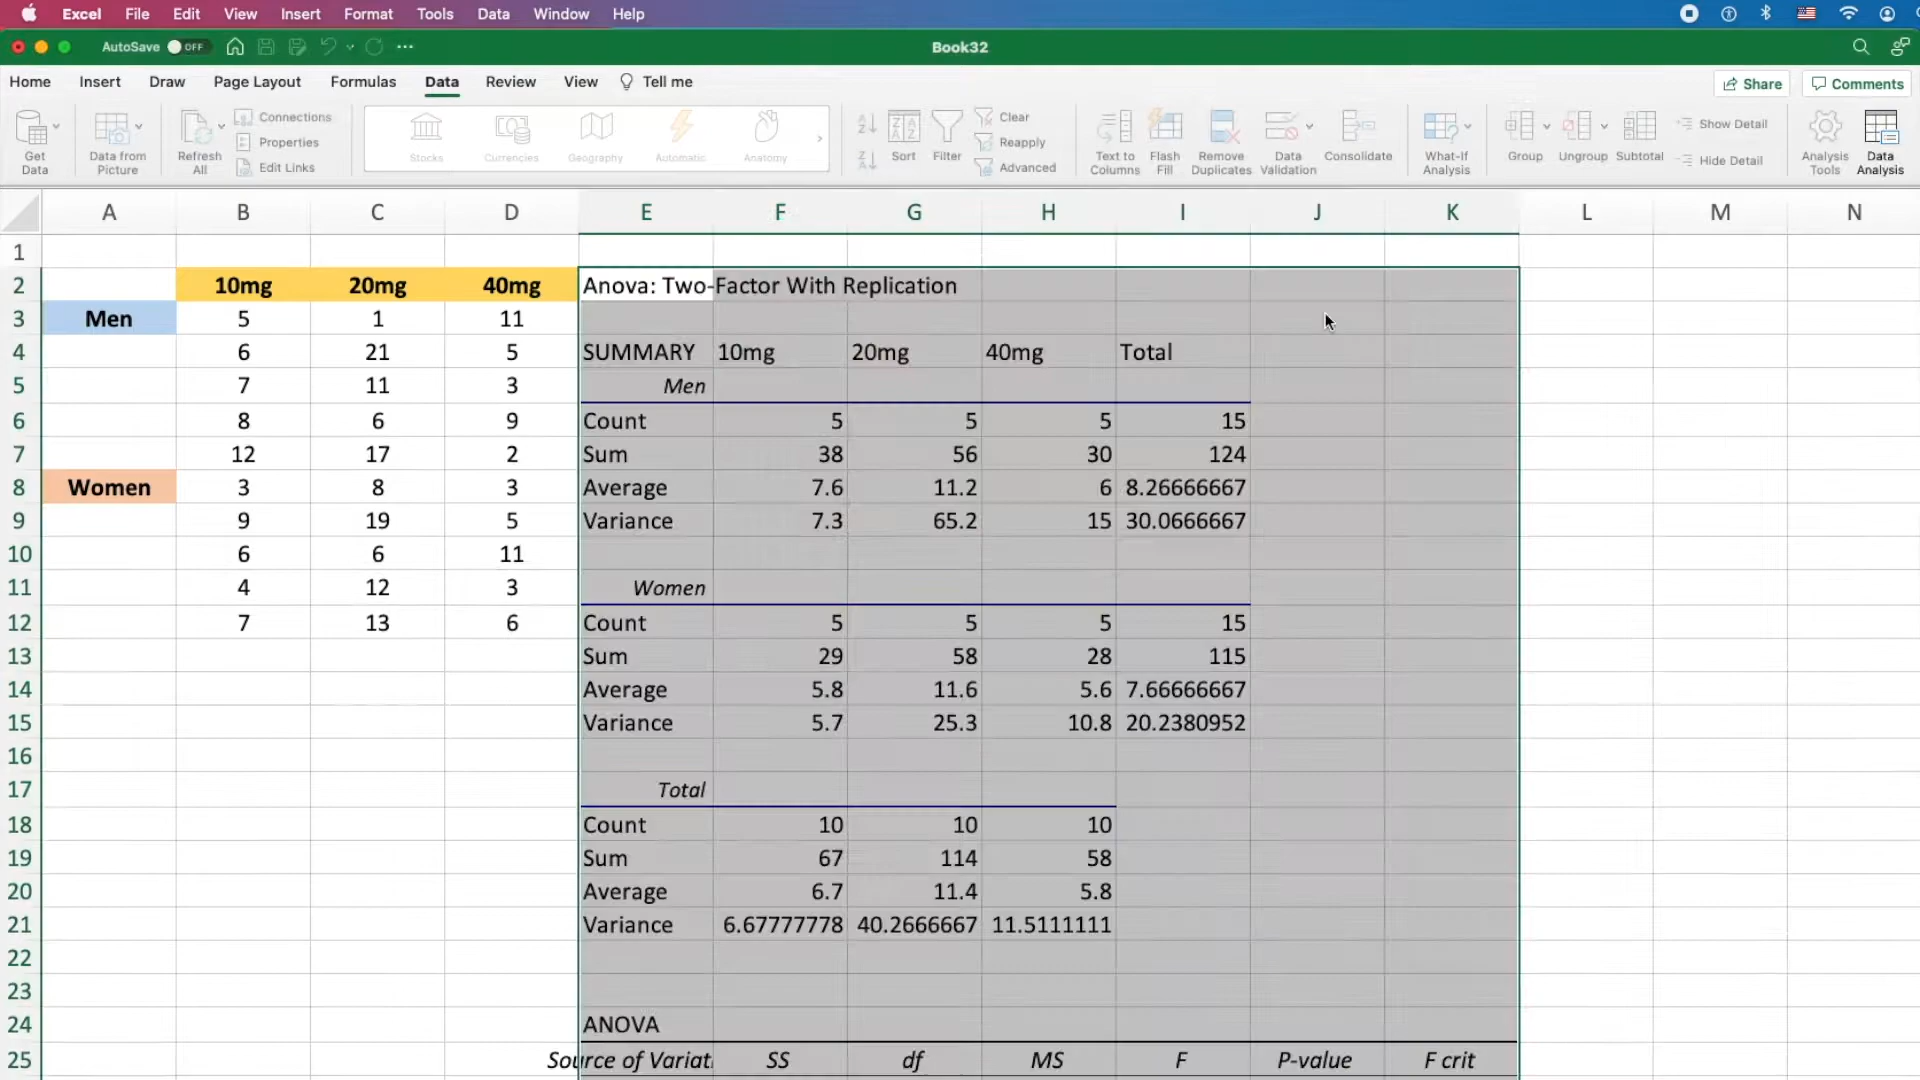 Excel File Edit View Insert Format Tools Data Window Help
AutoSave OFF Book32
Home Insert Draw Page Layout Formulas Data Review View Tell me Share Comments
Get Data
Data from Picture
Refresh All
Connections
Properties
Edit Links
Stocks Currencies Geography Automatic Anatomy
Sort
Filter
Clear
Reapply
Advanced
Text to Columns
Flash Fill
Remove Duplicates
Data Validation
Consolidate
What-If Analysis
Group
Ungroup
Subtotal
Show Detail
Hide Detail
Analysis Tools
Data Analysis
A B C D E F G H I J K L M N
1
2 10mg 20mg 40mg Anova: Two-Factor With Replication
3 Men 5 1 11
4 6 21 5 SUMMARY 10mg 20mg 40mg Total
5 7 11 3 Men
6 8 6 9 Count 5 5 5 15
7 12 17 2 Sum 38 56 30 124
8 Women 3 8 3 Average 7.6 11.2 6 8.26666667
9 9 19 5 Variance 7.3 65.2 15 30.0666667
10 6 6 11
11 4 12 3 Women
12 7 13 6 Count 5 5 5 15
13 Sum 29 58 28 115
14 Average 5.8 11.6 5.6 7.66666667
15 Variance 5.7 25.3 10.8 20.2380952
16
17 Total
18 Count 10 10 10
19 Sum 67 114 58
20 Average 6.7 11.4 5.8
21 Variance 6.67777778 40.2666667 11.5111111
22
23
24 ANOVA
25 Source of Variati SS df MS F P-value F crit